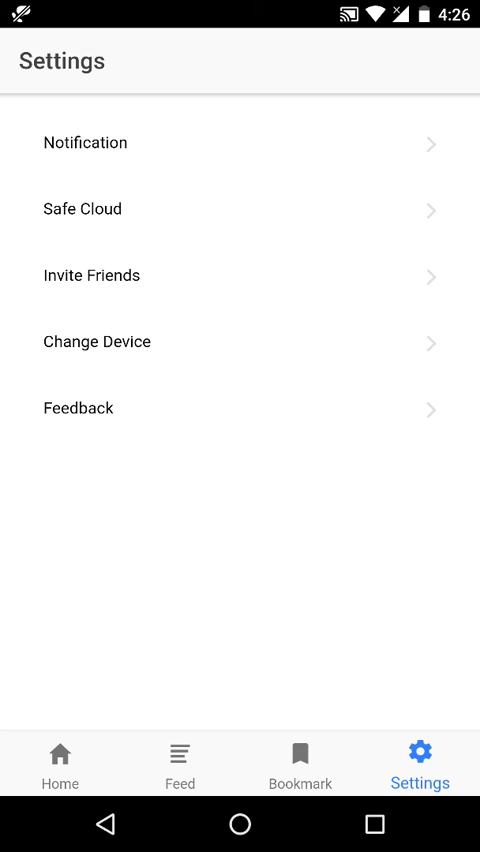 4:26
Settings
Notification
Safe Cloud
Invite Friends
Change Device
Feedback
Home
Feed
Bookmark
Settings